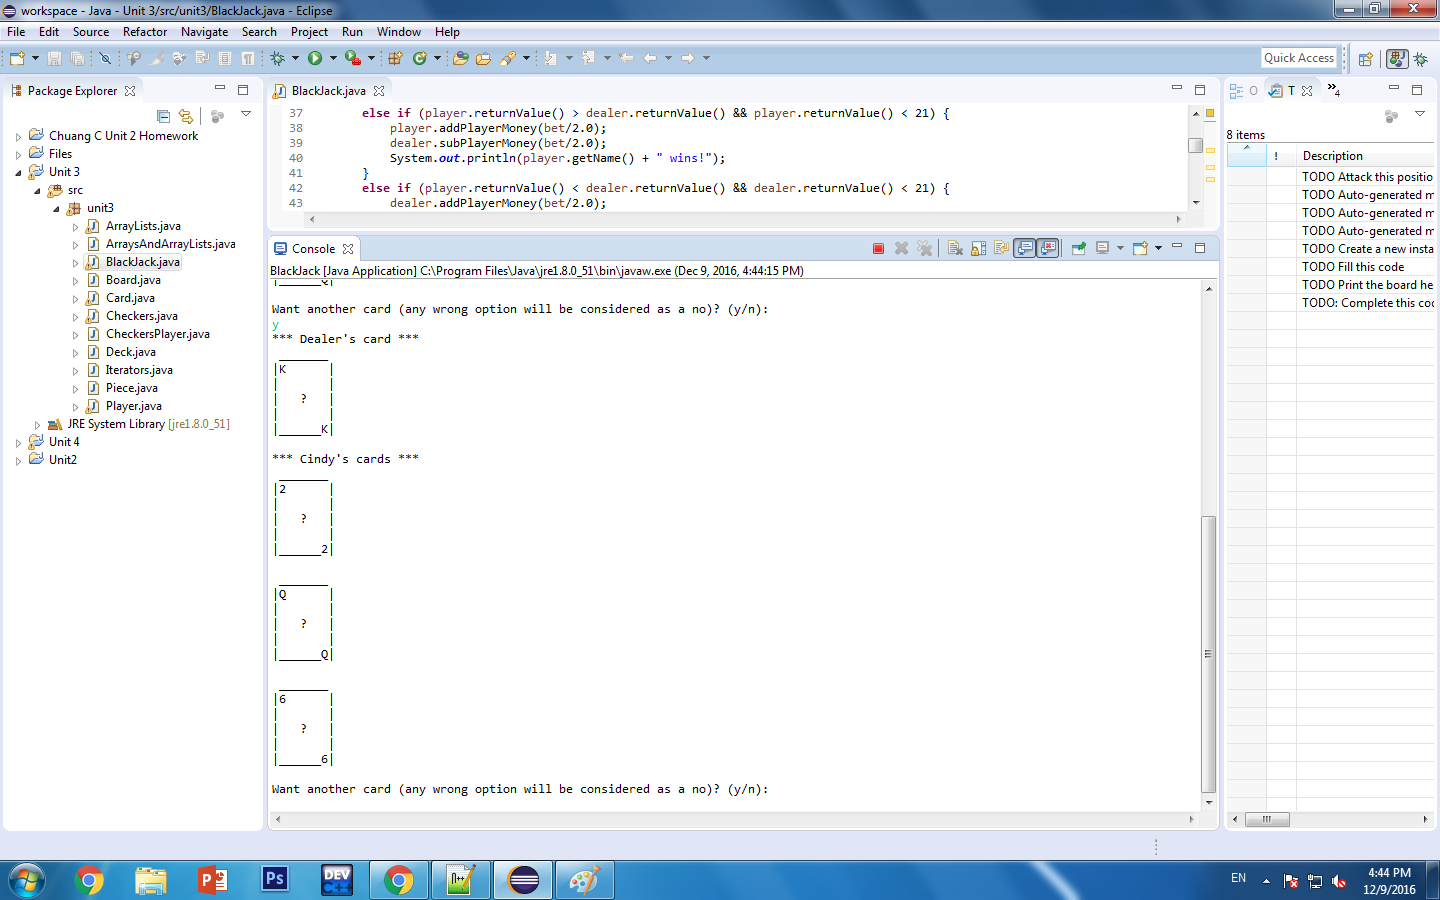 workspace - Java - Unit 3/src/unit3/BlackJack.java - Eclipse
File Edit Source Refactor Navigate Search Project Run Window Help
Quick Access
Package Explorer
Chuang C Unit 2 Homework
Files
Unit 3
src
unit3
ArrayLists.java
ArraysAndArrayLists.java
BlackJack.java
Board.java
Card.java
Checkers.java
CheckersPlayer.java
Deck.java
Iterators.java
Piece.java
Player.java
JRE System Library [jre1.8.0_51]
Unit 4
Unit2
BlackJack.java
37 else if (player.returnValue() > dealer.returnValue() && player.returnValue() < 21) {
38 player.addPlayerMoney(bet/2.0);
39 dealer.subPlayerMoney(bet/2.0);
40 System.out.println(player.getName() + " wins!");
41 }
42 else if (player.returnValue() < dealer.returnValue() && dealer.returnValue() < 21) {
43 dealer.addPlayerMoney(bet/2.0);
Console
BlackJack [Java Application] C:\Program Files\Java\jre1.8.0_51\bin\javaw.exe (Dec 9, 2016, 4:44:15 PM)
|______Q|
Want another card (any wrong option will be considered as a no)? (y/n):
y
*** Dealer's card ***
_______
|K      |
|       |
|   ?   |
|       |
|______K|
*** Cindy's cards ***
_______
|2      |
|       |
|   ?   |
|       |
|______2|
_______
|Q      |
|       |
|   ?   |
|       |
|______Q|
_______
|6      |
|       |
|   ?   |
|       |
|______6|
Want another card (any wrong option will be considered as a no)? (y/n):
O T »4
8 items
! Description
TODO Attack this positio
TODO Auto-generated m
TODO Auto-generated m
TODO Auto-generated m
TODO Create a new insta
TODO Fill this code
TODO Print the board he
TODO: Complete this coc
Ps
DEV
C++
EN
4:44 PM
12/9/2016